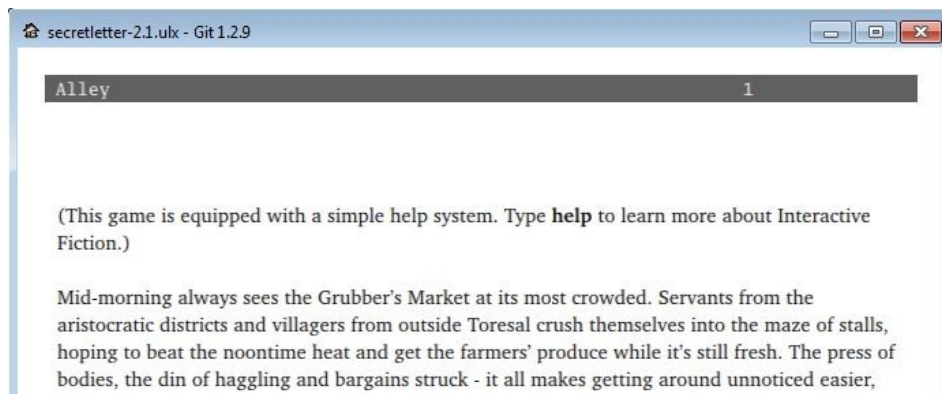 secretletter-2.1.ulx - Git 1.2.9
Alley 1
(This game is equipped with a simple help system. Type help to learn more about Interactive
Fiction.)
Mid-morning always sees the Grubber's Market at its most crowded. Servants from the
aristocratic districts and villagers from outside Toresal crush themselves into the maze of stalls,
hoping to beat the noontime heat and get the farmers' produce while it's still fresh. The press of
bodies, the din of haggling and bargains struck - it all makes getting around unnoticed easier,